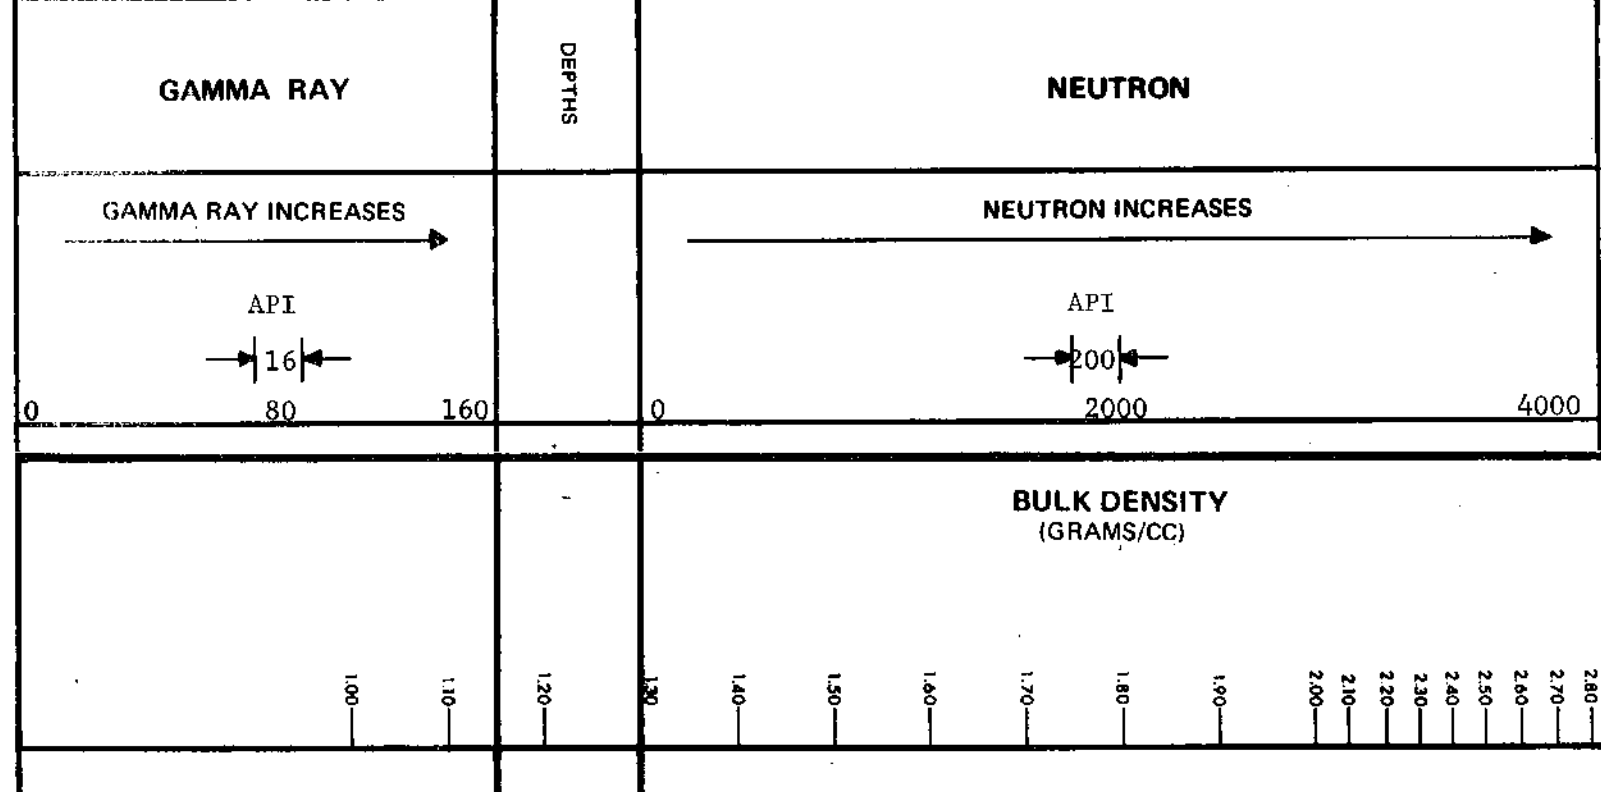 GAMMA RAY
DEPTHS
NEUTRON
GAMMA RAY INCREASES
NEUTRON INCREASES
API
API
16
200
0 80 160
0 2000 4000
BULK DENSITY
(GRAMS/CC)
1.00 1.10 1.20 1.30 1.40 1.50 1.60 1.70 1.80 1.90 2.00 2.10 2.20 2.30 2.40 2.50 2.60 2.70 2.80